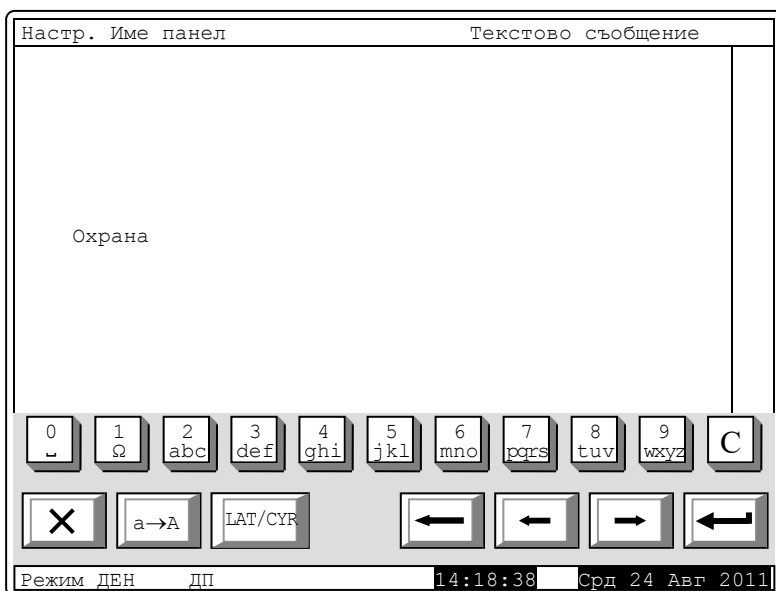 Настр. Име панел Текстово съобщение
Охрана
0 1 2 3 4 5 6 7 8 9 C
␣ Ω abc def ghi jkl mno pqrs tuv wxyz
a→A LAT/CYR
Режим ДЕН ДП 14:18:38 Срд 24 Авг 2011